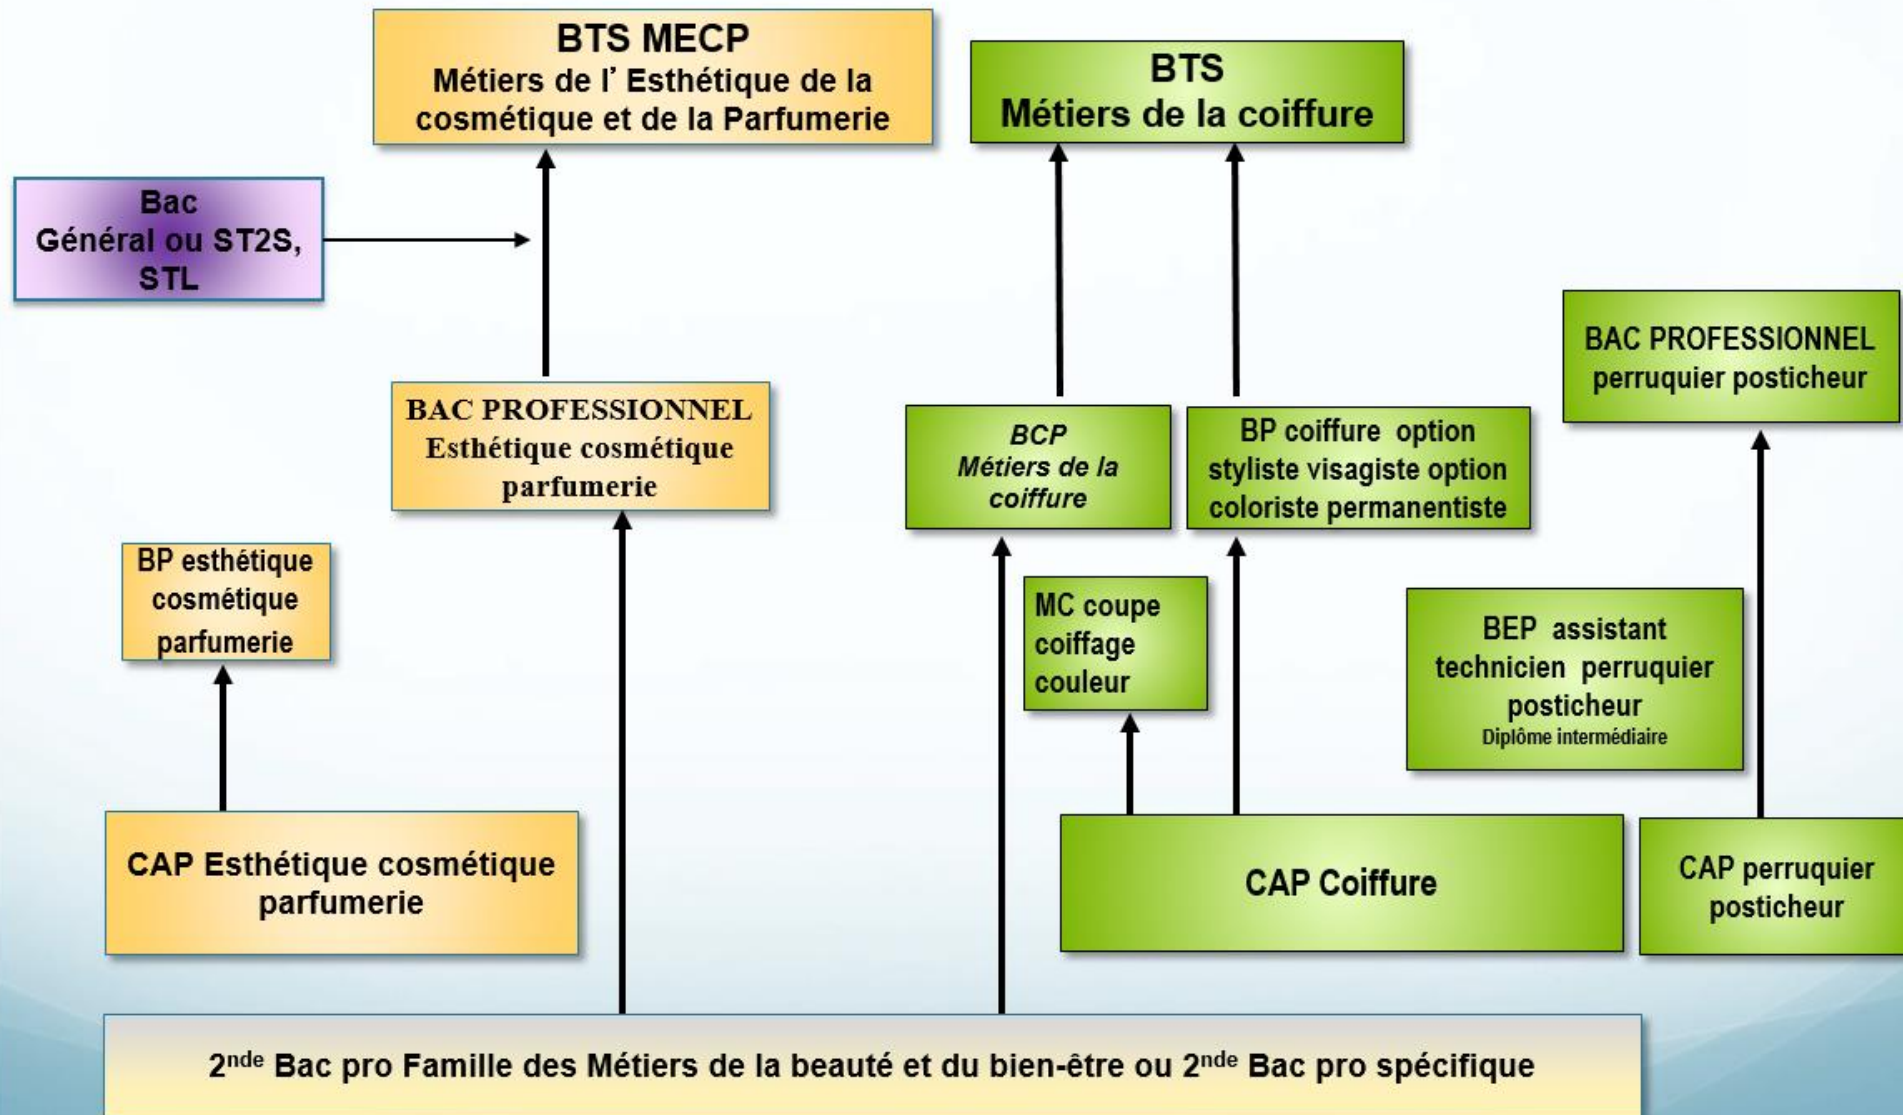 BTS MECP
Métiers de l’ Esthétique de la
cosmétique et de la Parfumerie
BTS
Métiers de la coiffure
Bac
Général ou ST2S,
STL
BAC PROFESSIONNEL
perruquier posticheur
BAC PROFESSIONNEL
Esthétique cosmétique
parfumerie
BCP
Métiers de la
coiffure
BP coiffure option
styliste visagiste option
coloriste permanentiste
BP esthétique
cosmétique
parfumerie
MC coupe
coiffage
couleur
BEP assistant
technicien perruquier
posticheur
Diplôme intermédiaire
CAP Esthétique cosmétique
parfumerie
CAP Coiffure
CAP perruquier
posticheur
2nde Bac pro Famille des Métiers de la beauté et du bien-être ou 2nde Bac pro spécifique